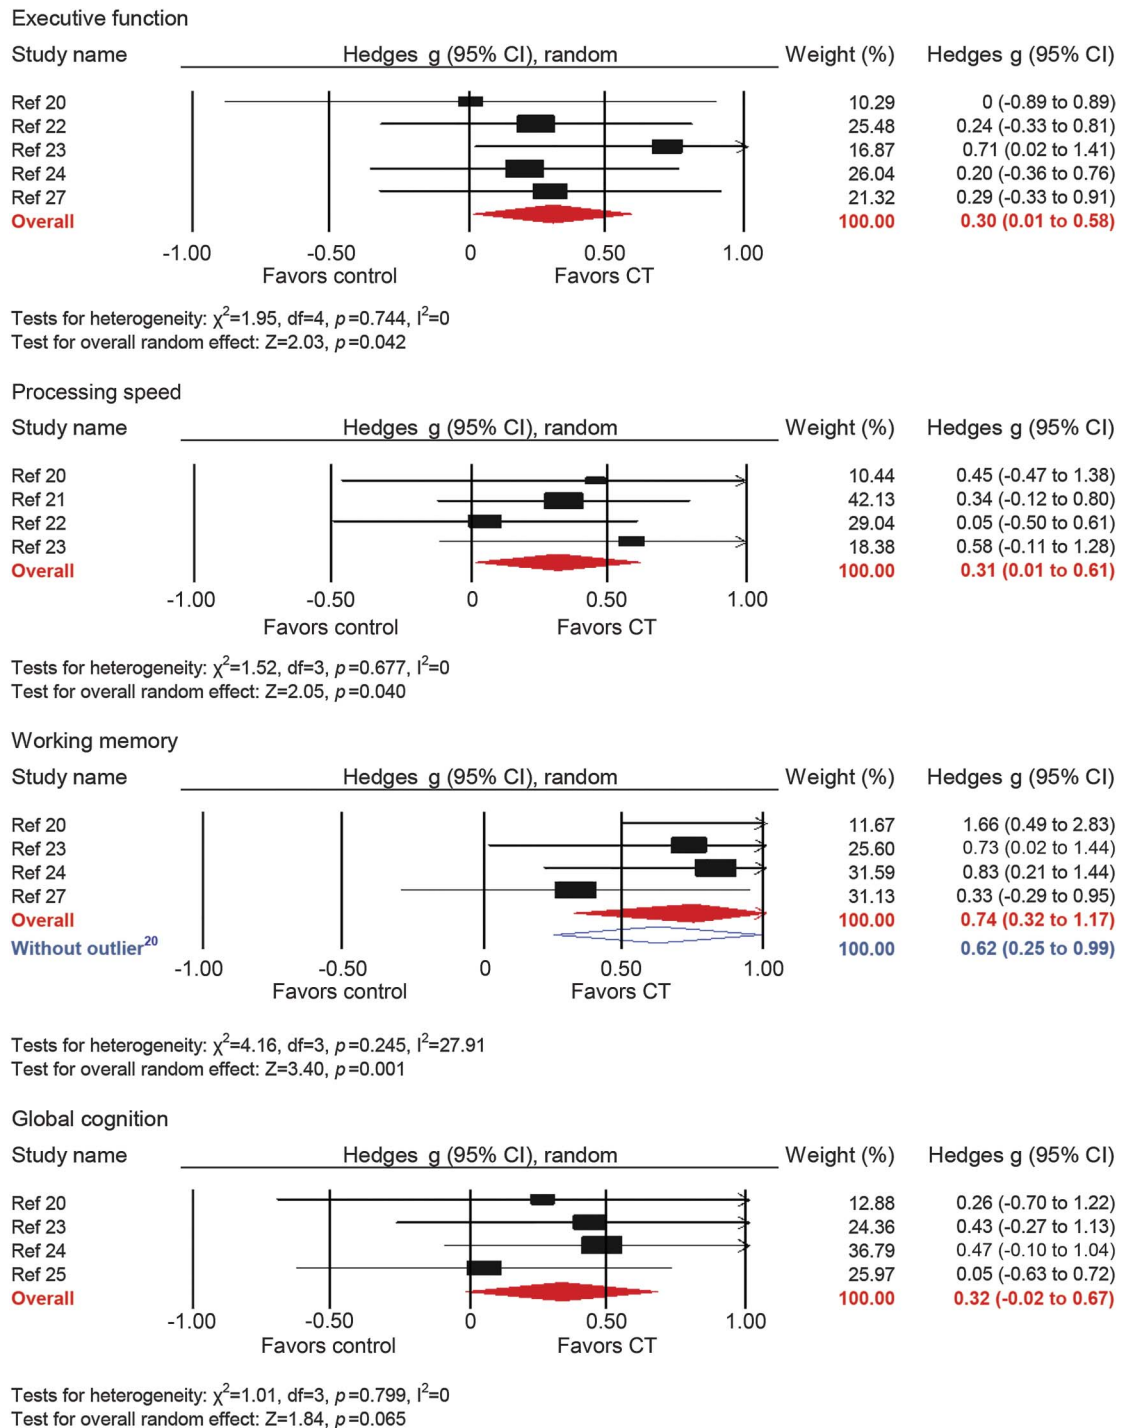 Executive function
Study name Hedges g (95% CI), random Weight (%) Hedges g (95% CI)
Ref 20 10.29 0 (-0.89 to 0.89)
Ref 22 25.48 0.24 (-0.33 to 0.81)
Ref 23 16.87 0.71 (0.02 to 1.41)
Ref 24 26.04 0.20 (-0.36 to 0.76)
Ref 27 21.32 0.29 (-0.33 to 0.91)
Overall 100.00 0.30 (0.01 to 0.58)
-1.00 -0.50 0 0.50 1.00
Favors control Favors CT
Tests for heterogeneity: χ²=1.95, df=4, p=0.744, I²=0
Test for overall random effect: Z=2.03, p=0.042
Processing speed
Study name Hedges g (95% CI), random Weight (%) Hedges g (95% CI)
Ref 20 10.44 0.45 (-0.47 to 1.38)
Ref 21 42.13 0.34 (-0.12 to 0.80)
Ref 22 29.04 0.05 (-0.50 to 0.61)
Ref 23 18.38 0.58 (-0.11 to 1.28)
Overall 100.00 0.31 (0.01 to 0.61)
-1.00 -0.50 0 0.50 1.00
Favors control Favors CT
Tests for heterogeneity: χ²=1.52, df=3, p=0.677, I²=0
Test for overall random effect: Z=2.05, p=0.040
Working memory
Study name Hedges g (95% CI), random Weight (%) Hedges g (95% CI)
Ref 20 11.67 1.66 (0.49 to 2.83)
Ref 23 25.60 0.73 (0.02 to 1.44)
Ref 24 31.59 0.83 (0.21 to 1.44)
Ref 27 31.13 0.33 (-0.29 to 0.95)
Overall 100.00 0.74 (0.32 to 1.17)
Without outlier²⁰ 100.00 0.62 (0.25 to 0.99)
-1.00 -0.50 0 0.50 1.00
Favors control Favors CT
Tests for heterogeneity: χ²=4.16, df=3, p=0.245, I²=27.91
Test for overall random effect: Z=3.40, p=0.001
Global cognition
Study name Hedges g (95% CI), random Weight (%) Hedges g (95% CI)
Ref 20 12.88 0.26 (-0.70 to 1.22)
Ref 23 24.36 0.43 (-0.27 to 1.13)
Ref 24 36.79 0.47 (-0.10 to 1.04)
Ref 25 25.97 0.05 (-0.63 to 0.72)
Overall 100.00 0.32 (-0.02 to 0.67)
-1.00 -0.50 0 0.50 1.00
Favors control Favors CT
Tests for heterogeneity: χ²=1.01, df=3, p=0.799, I²=0
Test for overall random effect: Z=1.84, p=0.065